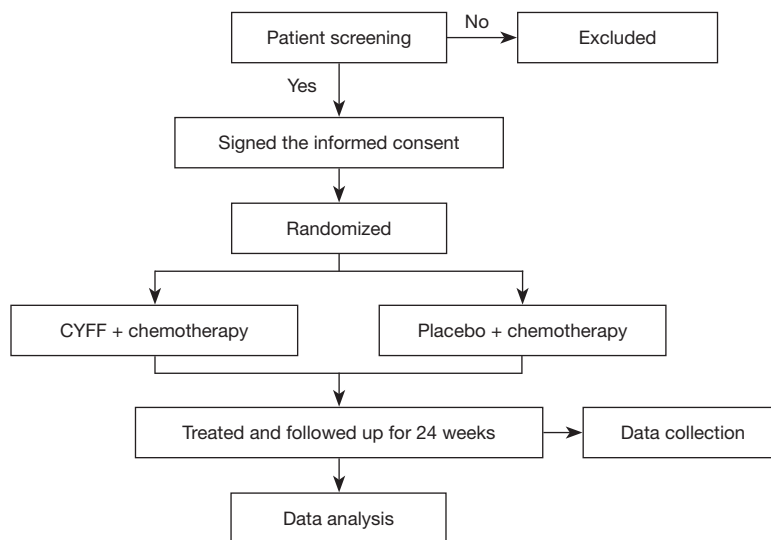 Patient screening
No
Excluded
Yes
Signed the informed consent
Randomized
CYFF + chemotherapy
Placebo + chemotherapy
Treated and followed up for 24 weeks
Data collection
Data analysis